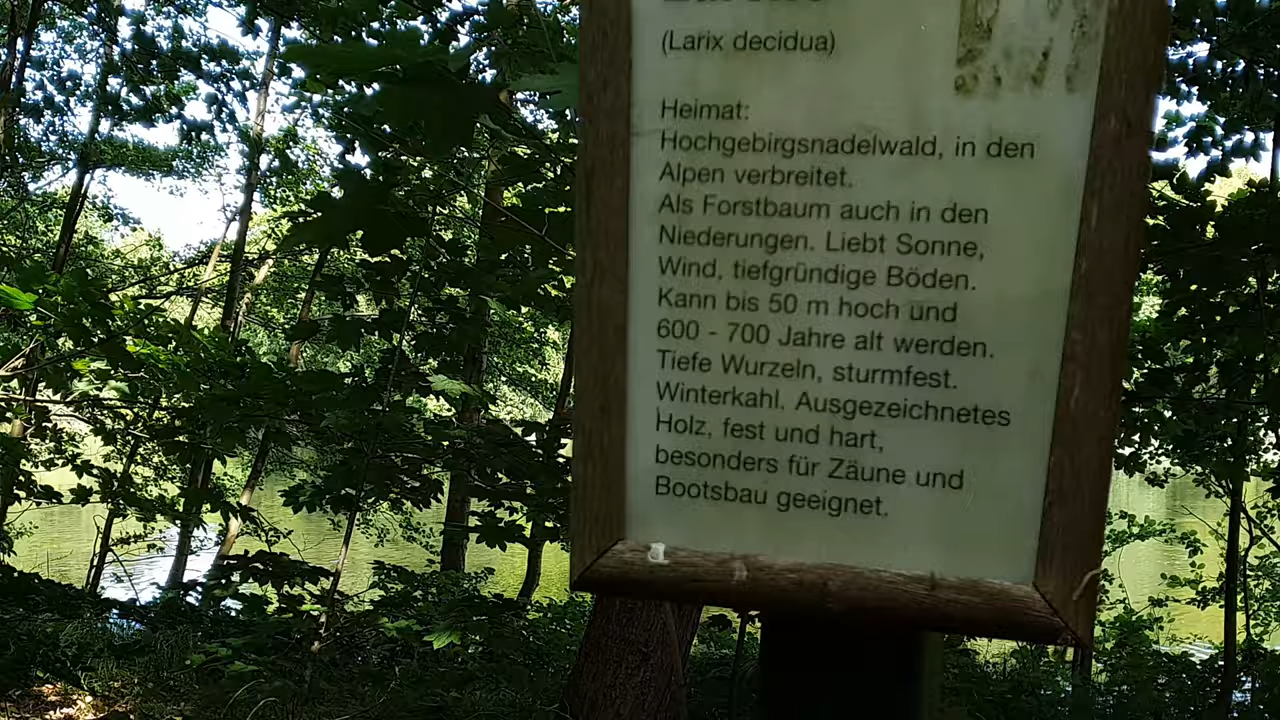 (Larix decidua)
Heimat:
Hochgebirgsnadelwald, in den
Alpen verbreitet.
Als Forstbaum auch in den
Niederungen. Liebt Sonne,
Wind, tiefgründige Böden.
Kann bis 50 m hoch und
600 - 700 Jahre alt werden.
Tiefe Wurzeln, sturmfest.
Winterkahl. Ausgezeichnetes
Holz, fest und hart,
besonders für Zäune und
Bootsbau geeignet.